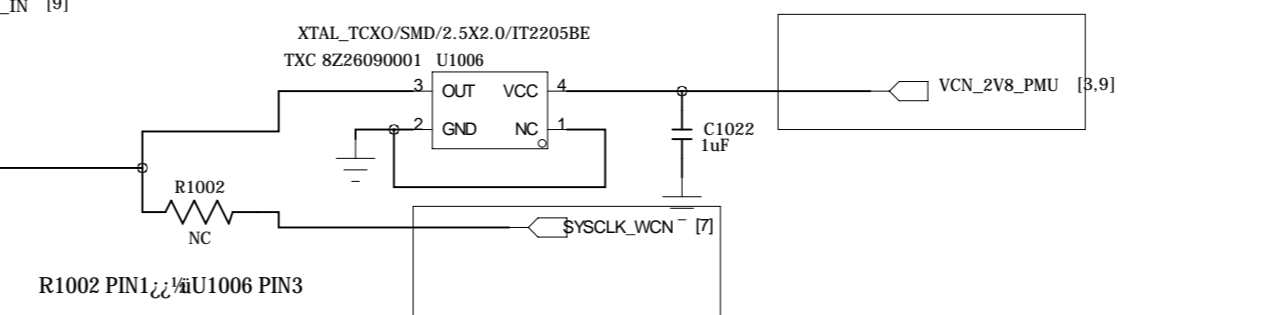 _IN [9]
XTAL_TCXO/SMD/2.5X2.0/IT2205BE
TXC 8Z26090001 U1006
3 OUT VCC 4
2 GND NC 1
VCN_2V8_PMU [3,9]
C1022
1uF
R1002
NC
SYSCLK_WCN [7]
R1002 PIN1¿¿¼üU1006 PIN3